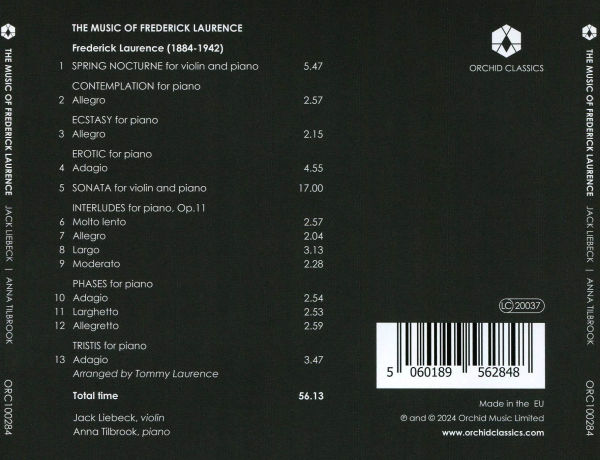 THE MUSIC OF FREDERICK LAURENCE
JACK LIEBECK | ANNA TILBROOK
ORC100284
THE MUSIC OF FREDERICK LAURENCE
Frederick Laurence (1884-1942)
1 SPRING NOCTURNE for violin and piano 5.47
CONTEMPLATION for piano
2 Allegro 2.57
ECSTASY for piano
3 Allegro 2.15
EROTIC for piano
4 Adagio 4.55
5 SONATA for violin and piano 17.00
INTERLUDES for piano, Op.11
6 Molto lento 2.57
7 Allegro 2.04
8 Largo 3.13
9 Moderato 2.28
PHASES for piano
10 Adagio 2.54
11 Larghetto 2.53
12 Allegretto 2.59
TRISTIS for piano
13 Adagio 3.47
Arranged by Tommy Laurence
Total time 56.13
Jack Liebeck, violin
Anna Tilbrook, piano
ORCHID CLASSICS
LC 20037
5 060189 562848
Made in the EU
℗ and © 2024 Orchid Music Limited
www.orchidclassics.com
THE MUSIC OF FREDERICK LAURENCE
JACK LIEBECK | ANNA TILBROOK
ORC100284